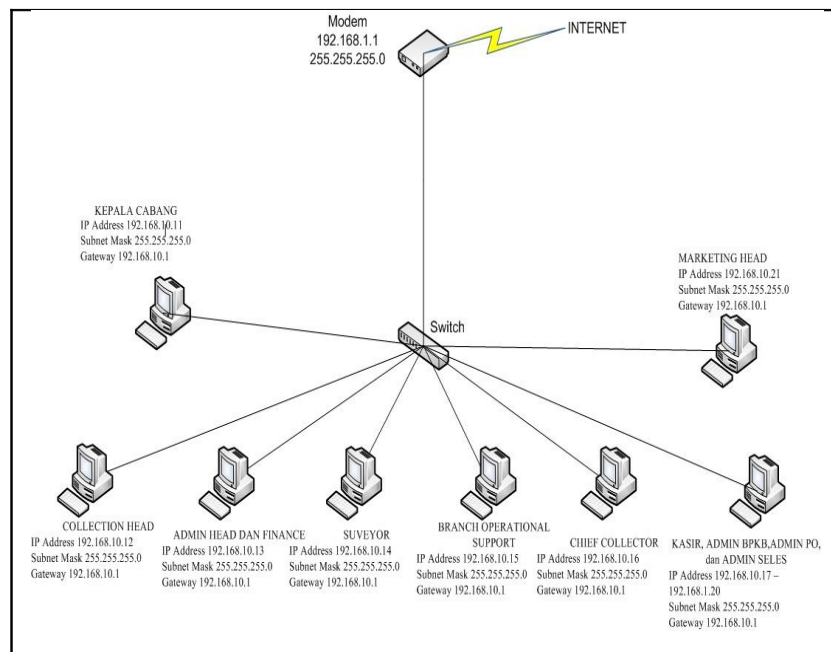 Modem
192.168.1.1
255.255.255.0
INTERNET
KEPALA CABANG
IP Address 192.168.10.11
Subnet Mask 255.255.255.0
Gateway 192.168.10.1
MARKETING HEAD
IP Address 192.168.10.21
Subnet Mask 255.255.255.0
Gateway 192.168.10.1
Switch
COLLECTION HEAD
IP Address 192.168.10.12
Subnet Mask 255.255.255.0
Gateway 192.168.10.1
ADMIN HEAD DAN FINANCE
IP Address 192.168.10.13
Subnet Mask 255.255.255.0
Gateway 192.168.10.1
SUVEYOR
IP Address 192.168.10.14
Subnet Mask 255.255.255.0
Gateway 192.168.10.1
BRANCH OPERATIONAL
SUPPORT
IP Address 192.168.10.15
Subnet Mask 255.255.255.0
Gateway 192.168.10.1
CHIEF COLLECTOR
IP Address 192.168.10.16
Subnet Mask 255.255.255.0
Gateway 192.168.10.1
KASIR, ADMIN BPKB,ADMIN PO,
dan ADMIN SELES
IP Address 192.168.10.17 –
192.168.1.20
Subnet Mask 255.255.255.0
Gateway 192.168.10.1